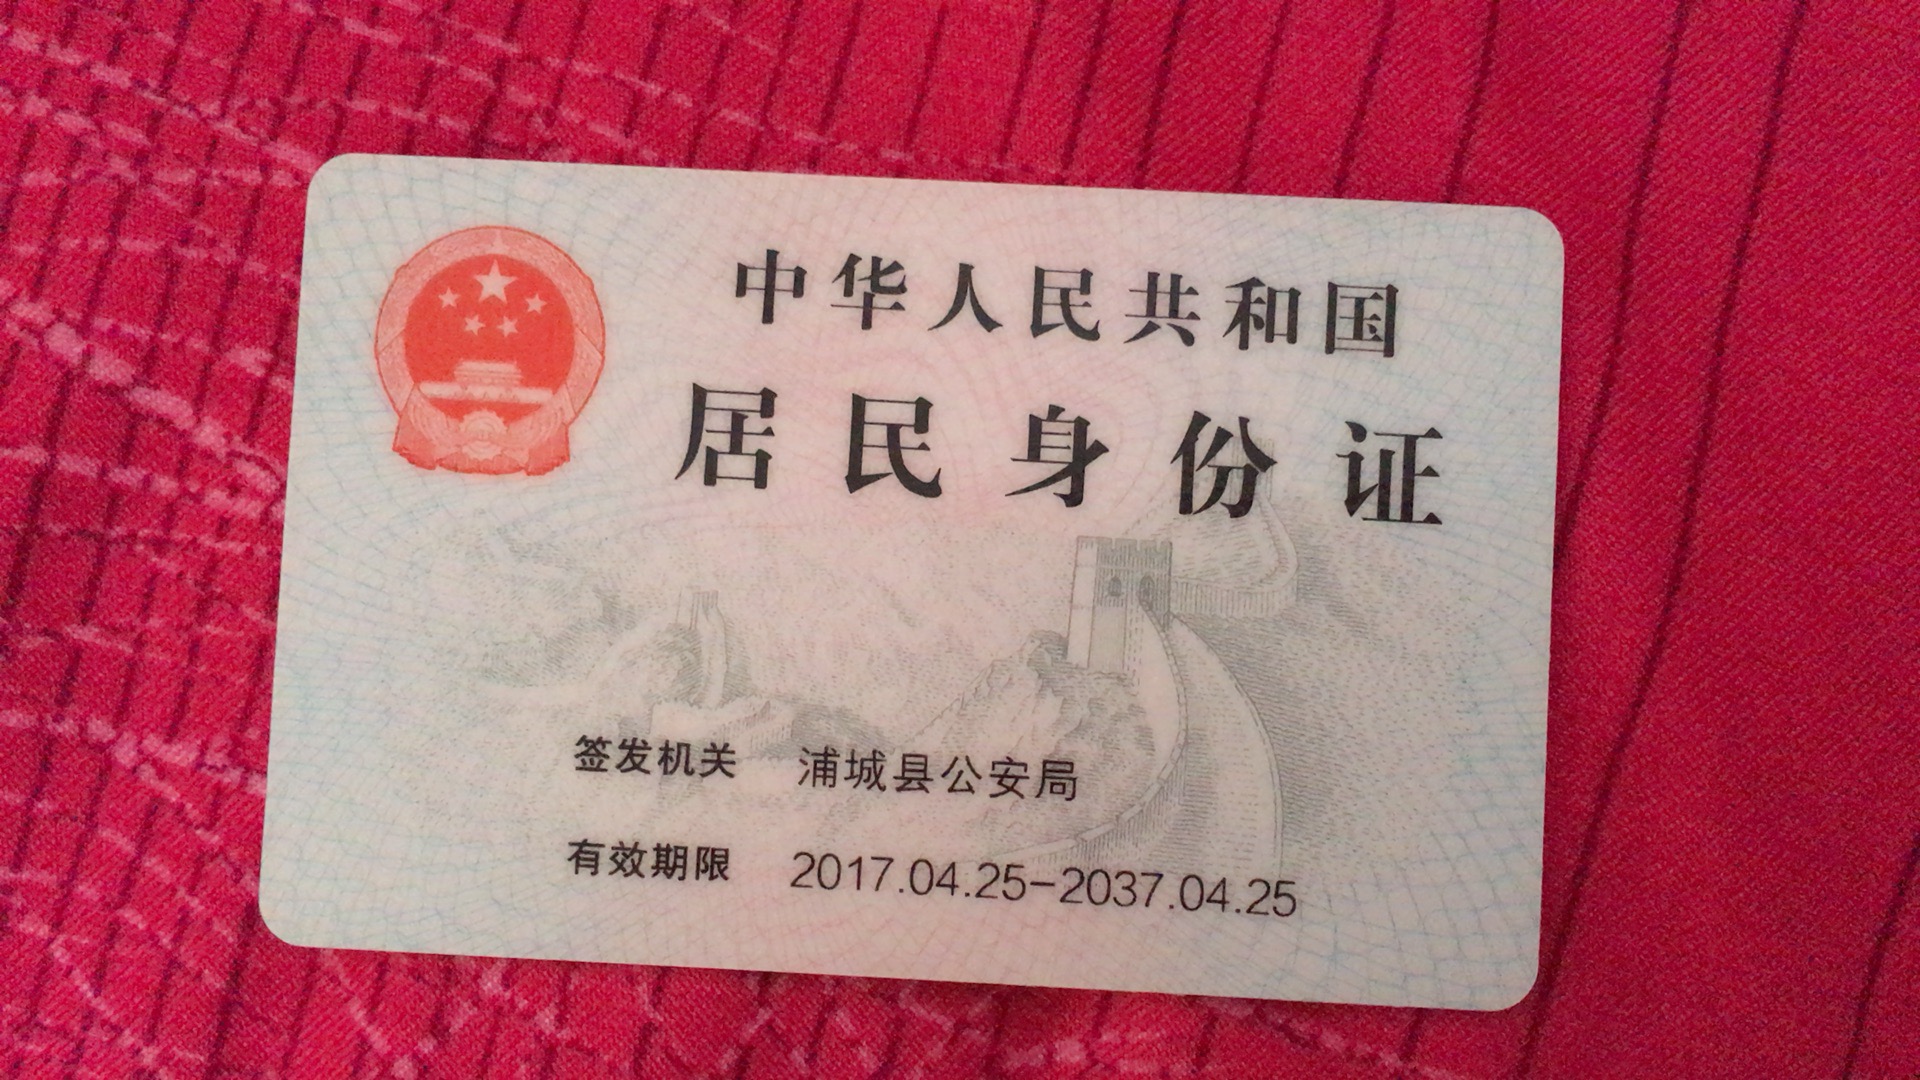 中华人民共和国
居民身份证
签发机关 浦城县公安局
有效期限 2017.04.25-2037.04.25